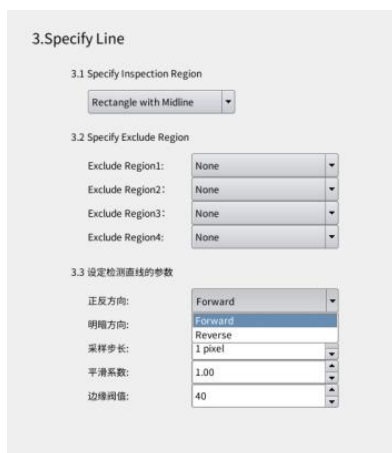 3.Specify Line
3.1 Specify Inspection Region
Rectangle with Midline
3.2 Specify Exclude Region
Exclude Region1: None
Exclude Region2: None
Exclude Region3: None
Exclude Region4: None
3.3 设定检测直线的参数
正反方向: Forward
明暗方向: Forward
Reverse
采样步长: 1 pixel
平滑系数: 1.00
边缘阈值: 40